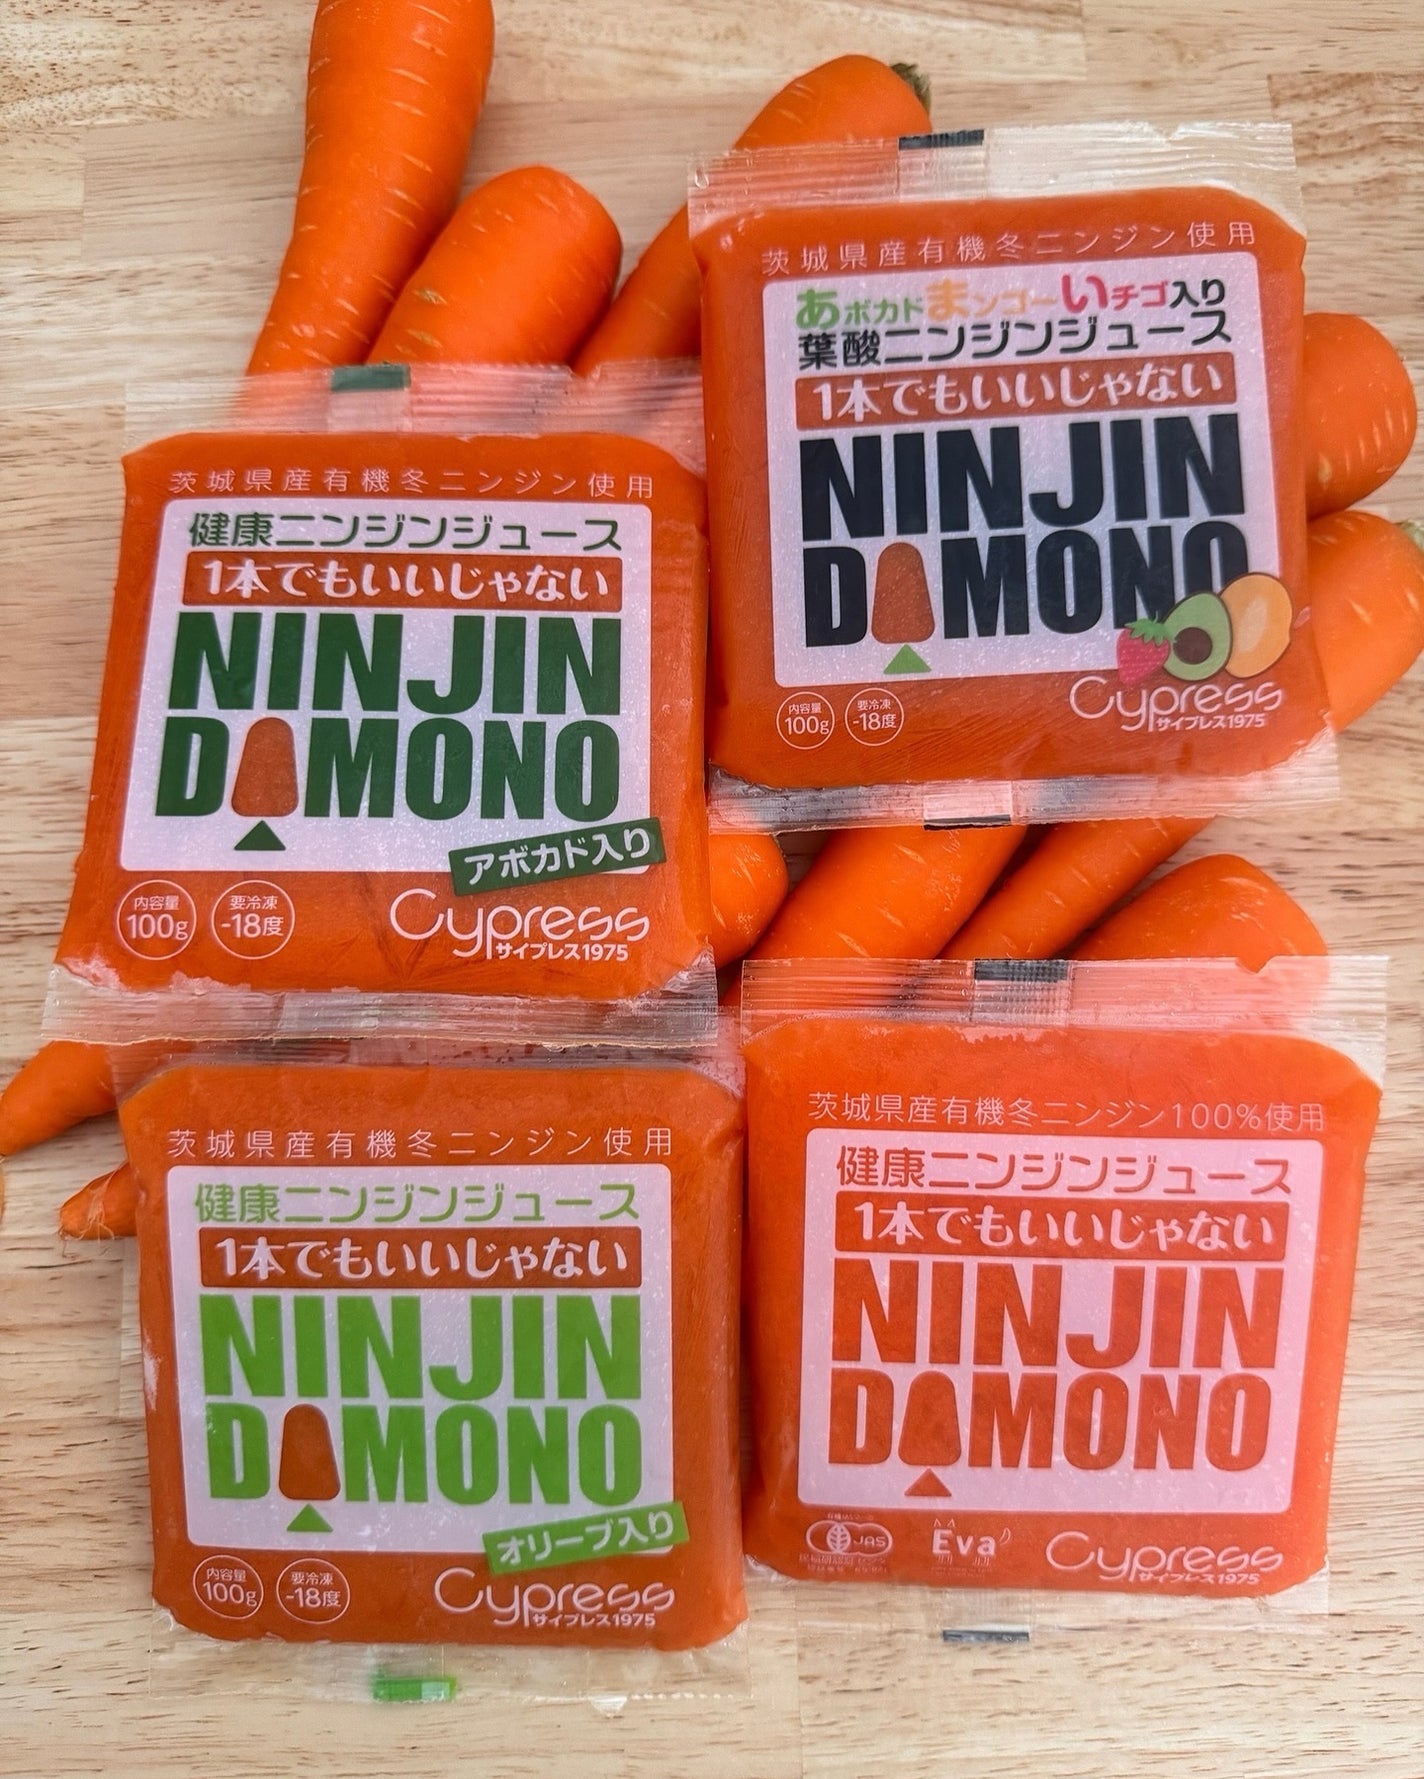 茨城県産有機冬ニンジン使用
あボカドまンゴーいチゴ入り
葉酸ニンジンジュース
1本でもいいじゃない
NINJIN
DAMONO
内容量
100g
要冷凍
-18度
Cypress
サイプレス1975
茨城県産有機冬ニンジン使用
健康ニンジンジュース
1本でもいいじゃない
NINJIN
DAMONO
アボカド入り
内容量
100g
要冷凍
-18度
Cypress
サイプレス1975
茨城県産有機冬ニンジン使用
健康ニンジンジュース
1本でもいいじゃない
NINJIN
DAMONO
オリーブ入り
内容量
100g
要冷凍
-18度
Cypress
サイプレス1975
茨城県産有機冬ニンジン100%使用
健康ニンジンジュース
1本でもいいじゃない
NINJIN
DAMONO
JAS
Eva
Cypress
サイプレス1975